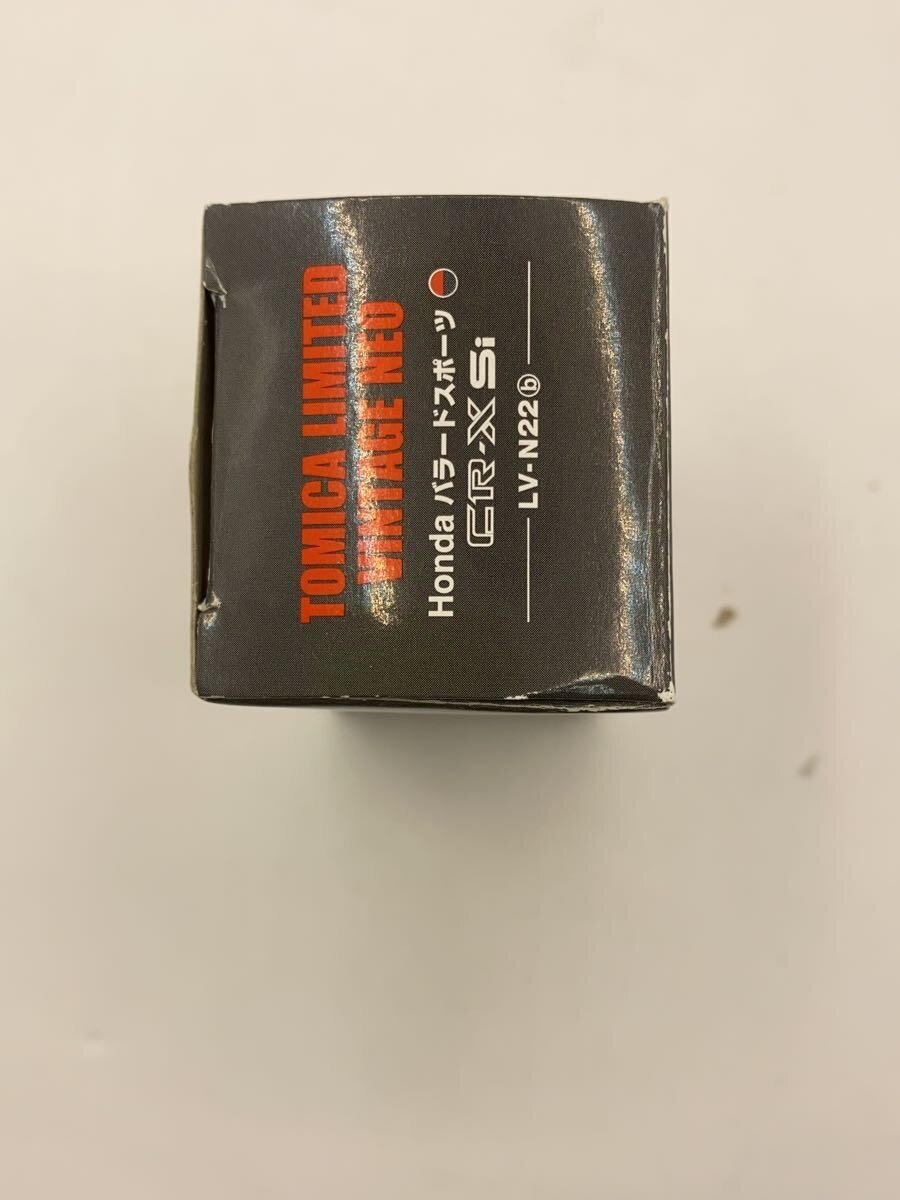 TOMICA LIMITED
VINTAGE NEO
Honda バラードスポーツ
CR-X Si
LV-N22ⓑ